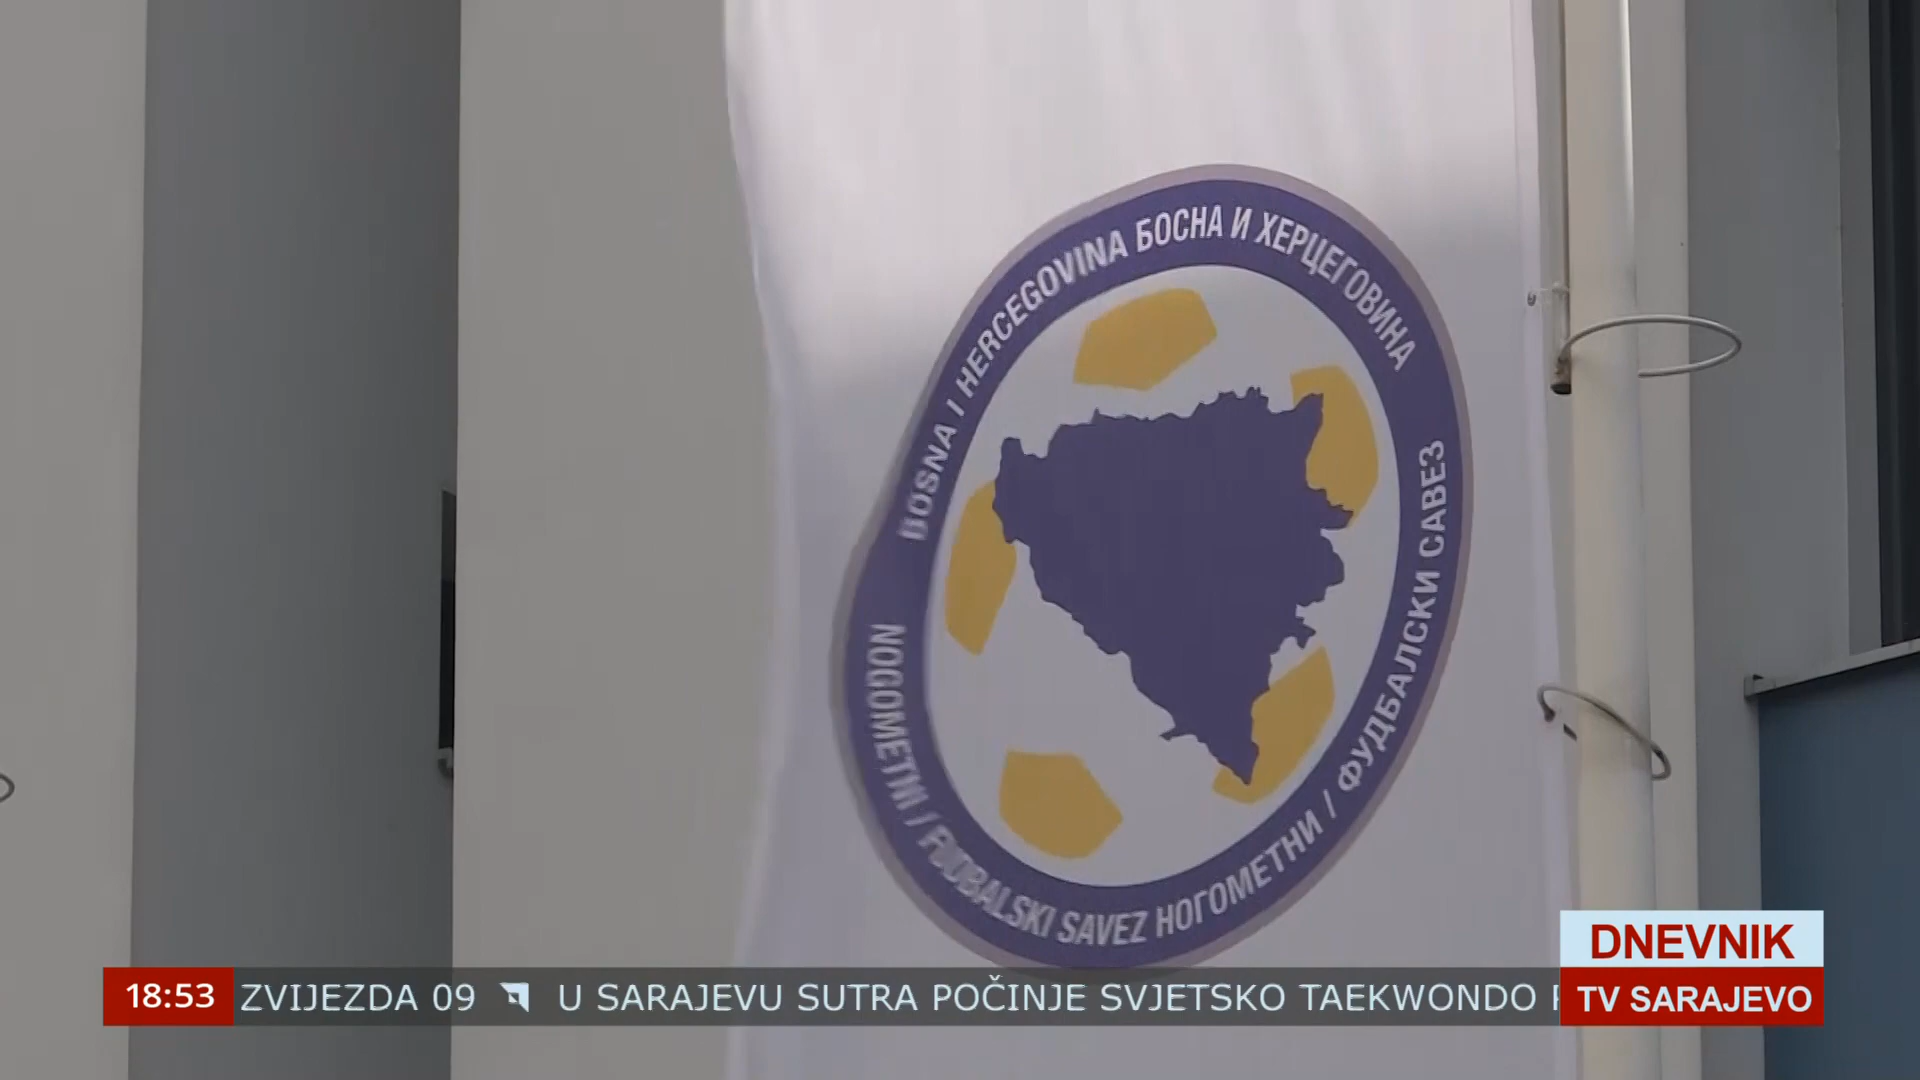 BOSNA I HERCEGOVINA БОСНА И ХЕРЦЕГОВИНА
NOGOMETNI / FUDBALSKI SAVEZ НОГОМЕТНИ / ФУДБАЛСКИ САВЕЗ
DNEVNIK
18:53 ZVIJEZDA 09 U SARAJEVU SUTRA POČINJE SVJETSKO TAEKWONDO
TV SARAJEVO